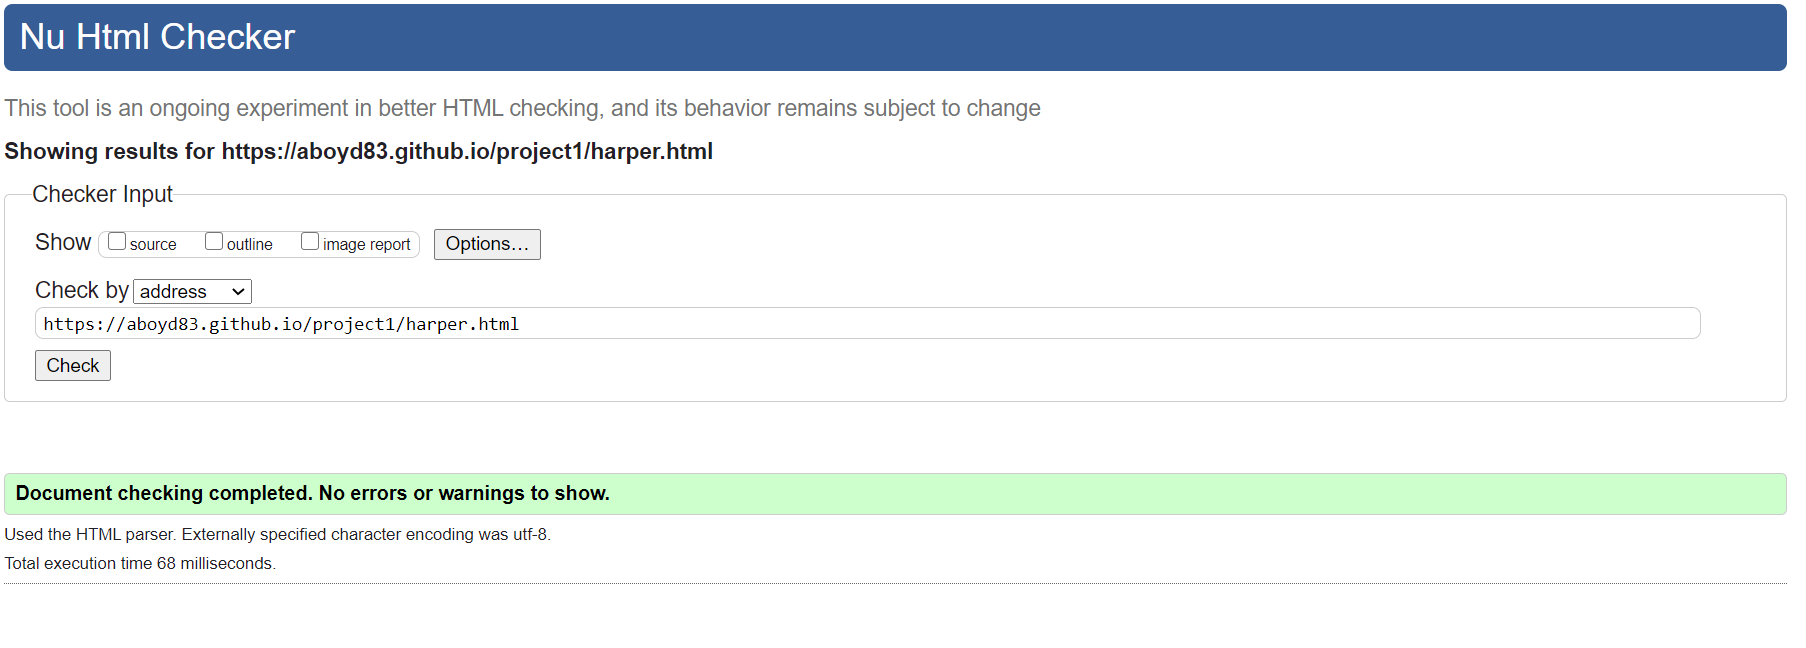 Nu Html Checker
This tool is an ongoing experiment in better HTML checking, and its behavior remains subject to change
Showing results for https://aboyd83.github.io/project1/harper.html
Checker Input
Show source outline image report Options...
Check by address
https://aboyd83.github.io/project1/harper.html
Check
Document checking completed. No errors or warnings to show.
Used the HTML parser. Externally specified character encoding was utf-8.
Total execution time 68 milliseconds.